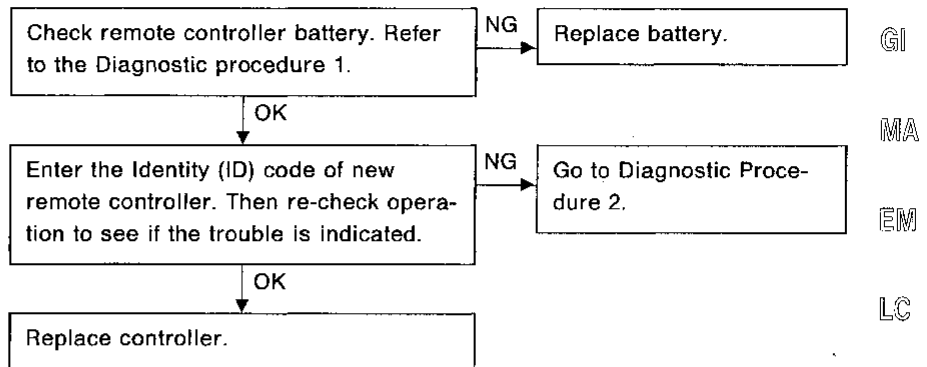 Check remote controller battery. Refer
to the Diagnostic procedure 1.
NG
Replace battery.
OK
Enter the Identity (ID) code of new
remote controller. Then re-check opera-
tion to see if the trouble is indicated.
NG
Go to Diagnostic Proce-
dure 2.
OK
Replace controller.
GI
MA
EM
LC